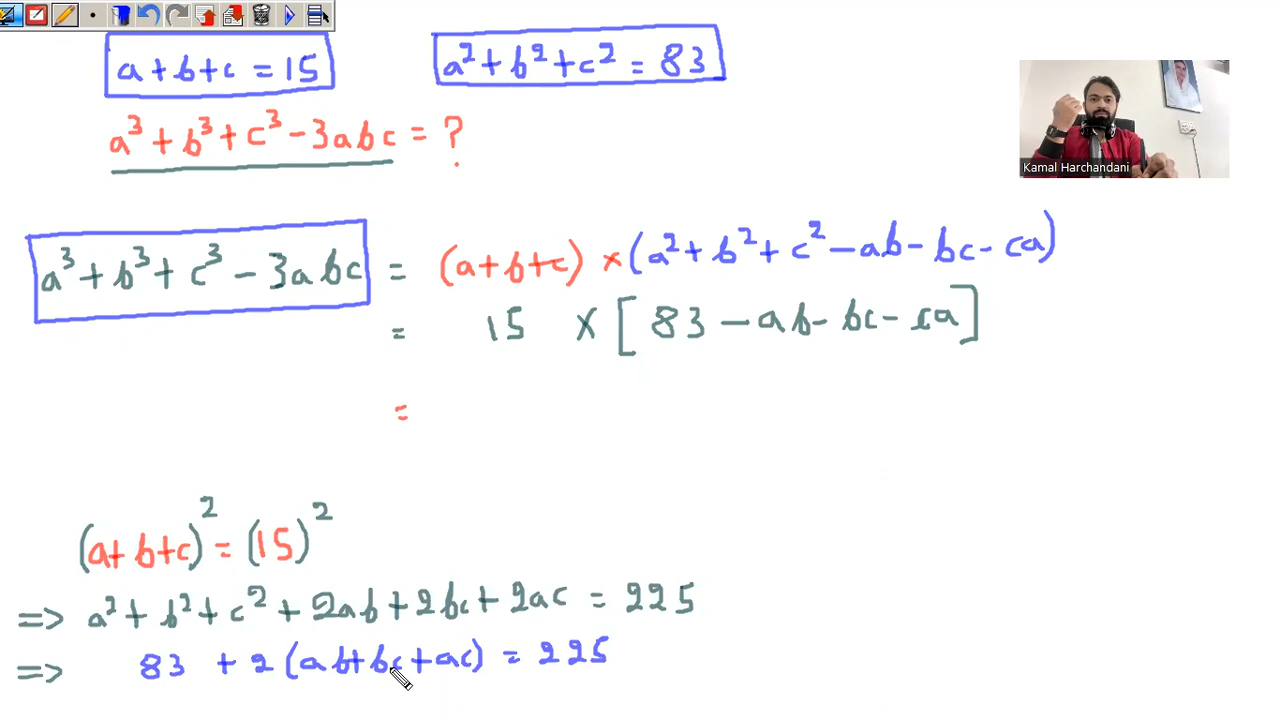 a+b+c = 15
a² + b² + c² = 83
a³ + b³ + c³ - 3abc = ?
Kamal Harchandani
a³ + b³ + c³ - 3abc = (a+b+c) × (a² + b² + c² - ab - bc - ca)
= 15 × [83 - ab - bc - ca]
=
(a+b+c)² = (15)²
=> a² + b² + c² + 2ab + 2bc + 2ac = 225
=> 83 + 2(ab+bc+ac) = 225